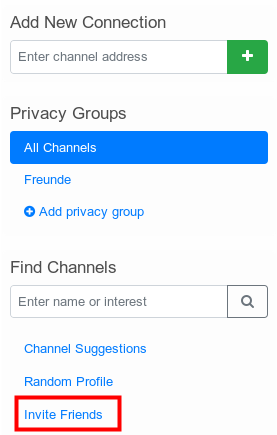 Add New Connection
Enter channel address
Privacy Groups
All Channels
Freunde
Add privacy group
Find Channels
Enter name or interest
Channel Suggestions
Random Profile
Invite Friends